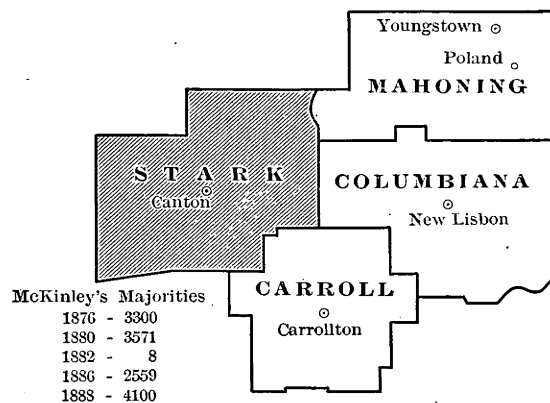 Youngstown
Poland
MAHONING
STARK
Canton
COLUMBIANA
New Lisbon
CARROLL
Carrollton
McKinley's Majorities
1876 - 3300
1880 - 3571
1882 - 8
1886 - 2559
1888 - 4100